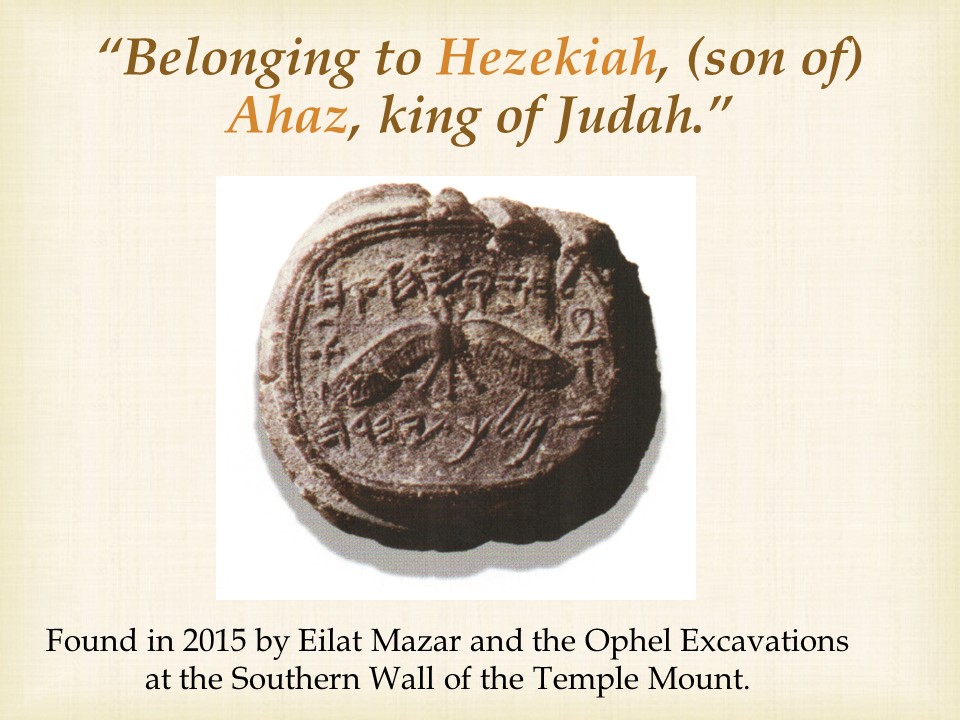 “Belonging to Hezekiah, (son of)
Ahaz, king of Judah.”
Found in 2015 by Eilat Mazar and the Ophel Excavations
at the Southern Wall of the Temple Mount.